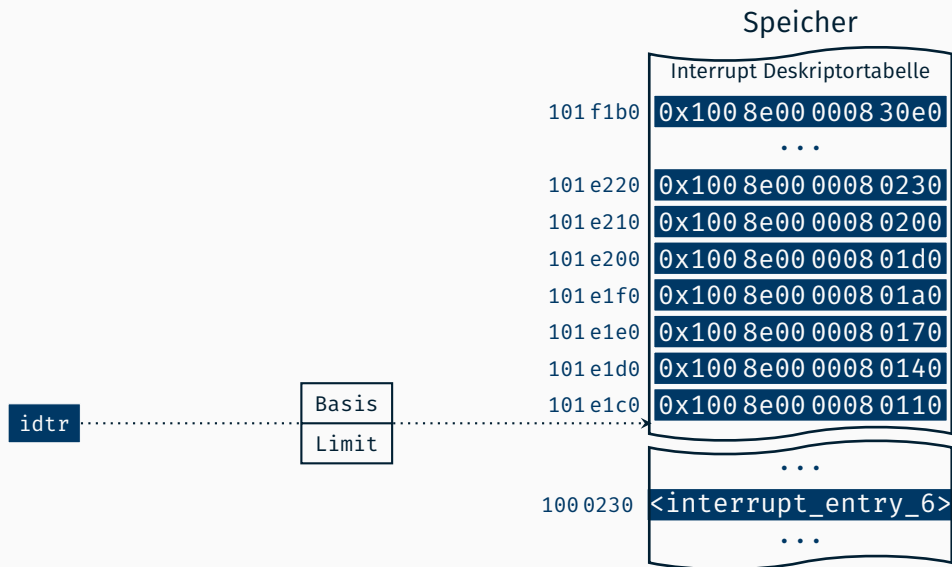 Speicher
Interrupt Deskriptortabelle
101 f1b0 0x100 8e00 0008 30e0
...
101 e220 0x100 8e00 0008 0230
101 e210 0x100 8e00 0008 0200
101 e200 0x100 8e00 0008 01d0
101 e1f0 0x100 8e00 0008 01a0
101 e1e0 0x100 8e00 0008 0170
101 e1d0 0x100 8e00 0008 0140
101 e1c0 0x100 8e00 0008 0110
idtr
Basis
Limit
...
100 0230 <interrupt_entry_6>
...